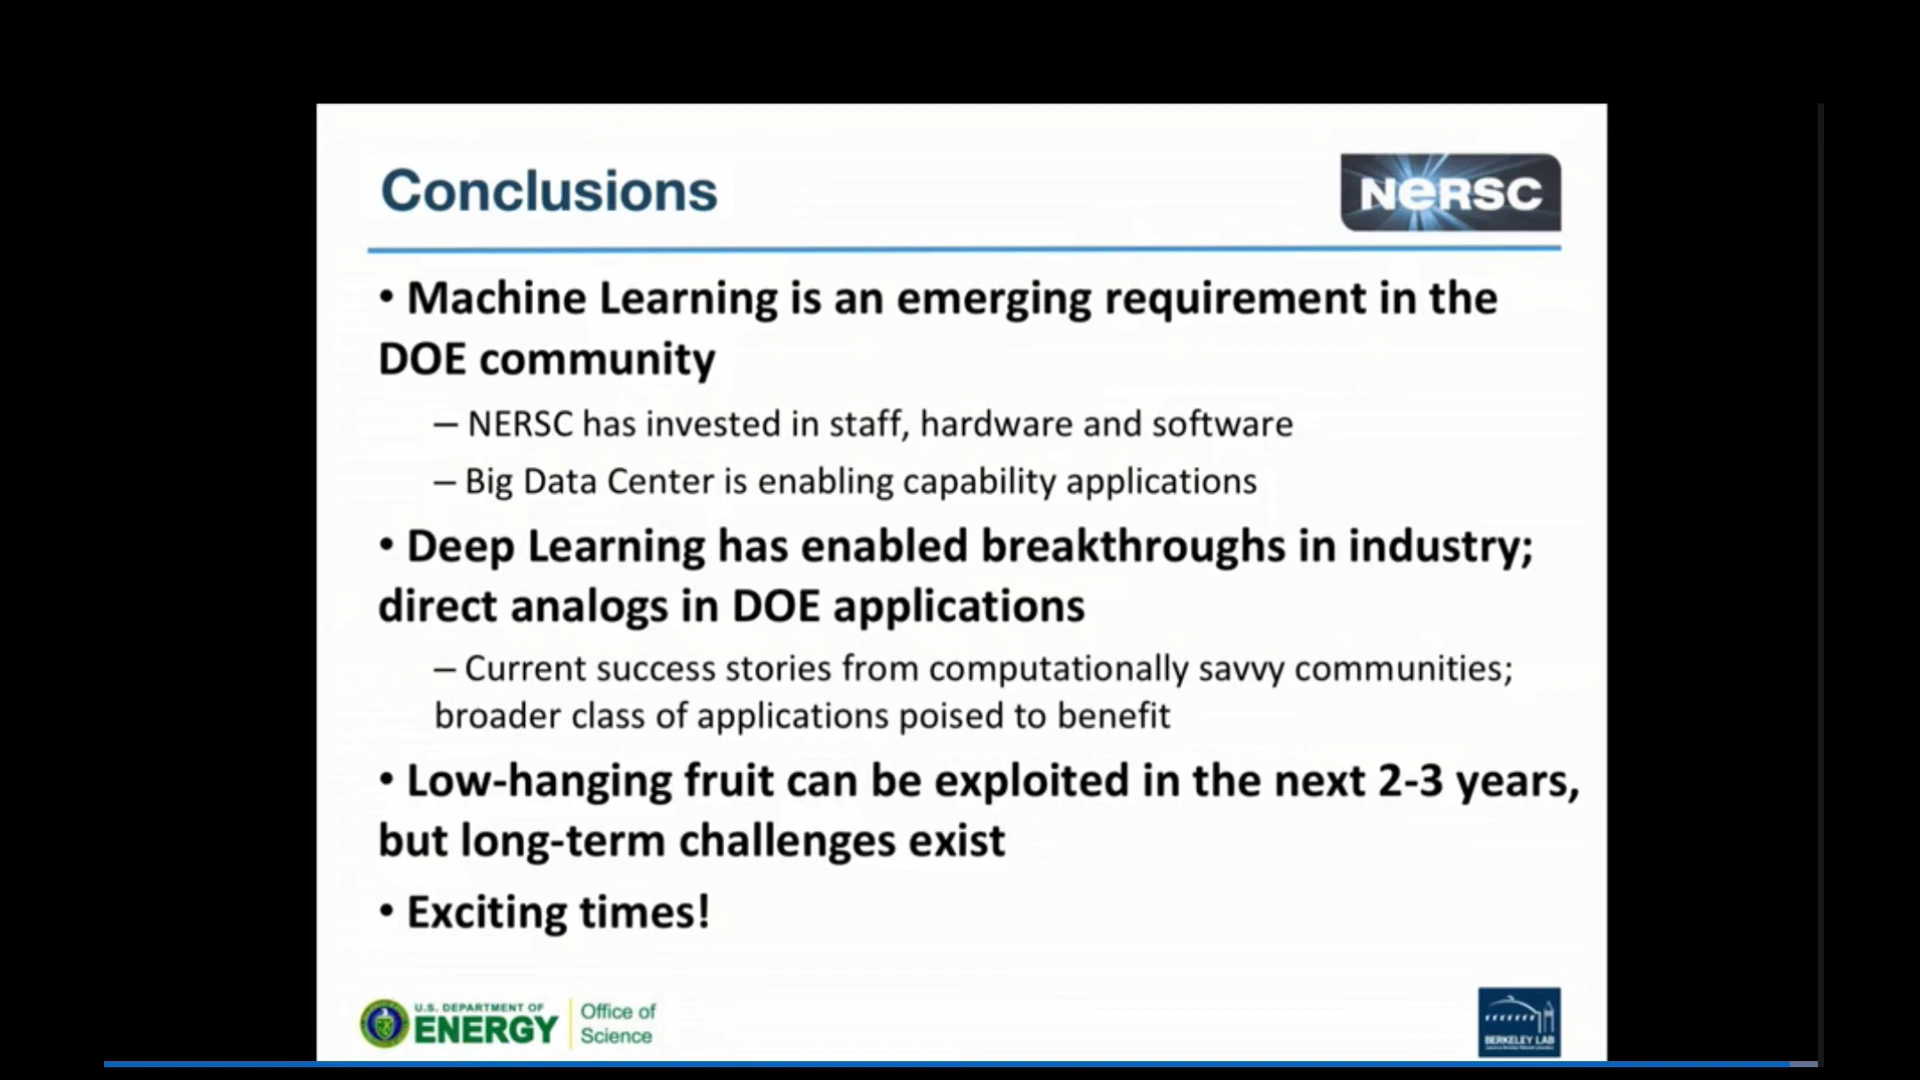 Conclusions
NERSC
• Machine Learning is an emerging requirement in the
DOE community
– NERSC has invested in staff, hardware and software
– Big Data Center is enabling capability applications
• Deep Learning has enabled breakthroughs in industry;
direct analogs in DOE applications
– Current success stories from computationally savvy communities;
broader class of applications poised to benefit
• Low-hanging fruit can be exploited in the next 2-3 years,
but long-term challenges exist
• Exciting times!
U.S. DEPARTMENT OF
ENERGY
Office of
Science
BERKELEY LAB